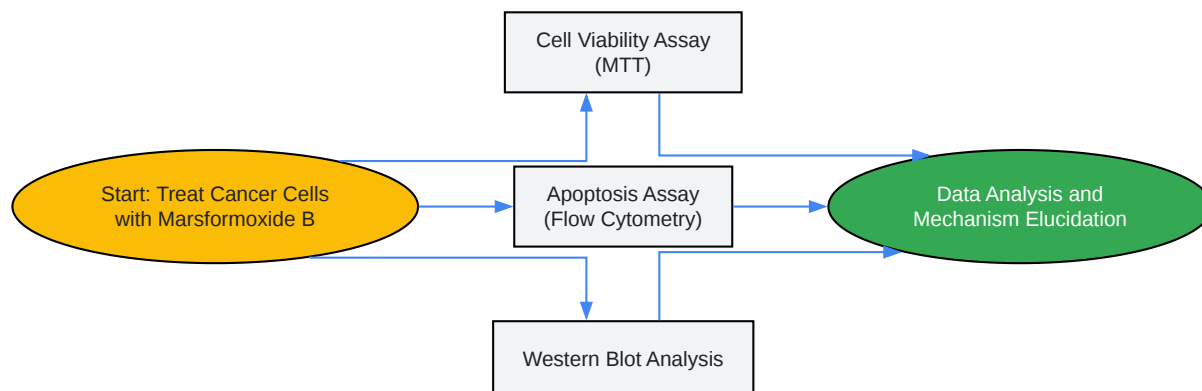 Cell Viability Assay
(MTT)
Start: Treat Cancer Cells
with Marsformoxide B
Apoptosis Assay
(Flow Cytometry)
Data Analysis and
Mechanism Elucidation
Western Blot Analysis